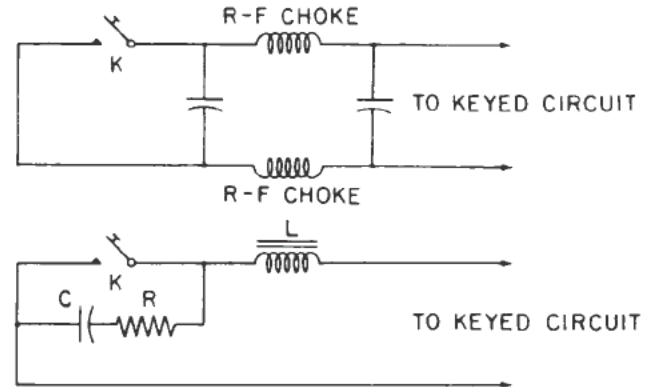 R-F CHOKE
K
TO KEYED CIRCUIT
R-F CHOKE
L
K
C R
TO KEYED CIRCUIT